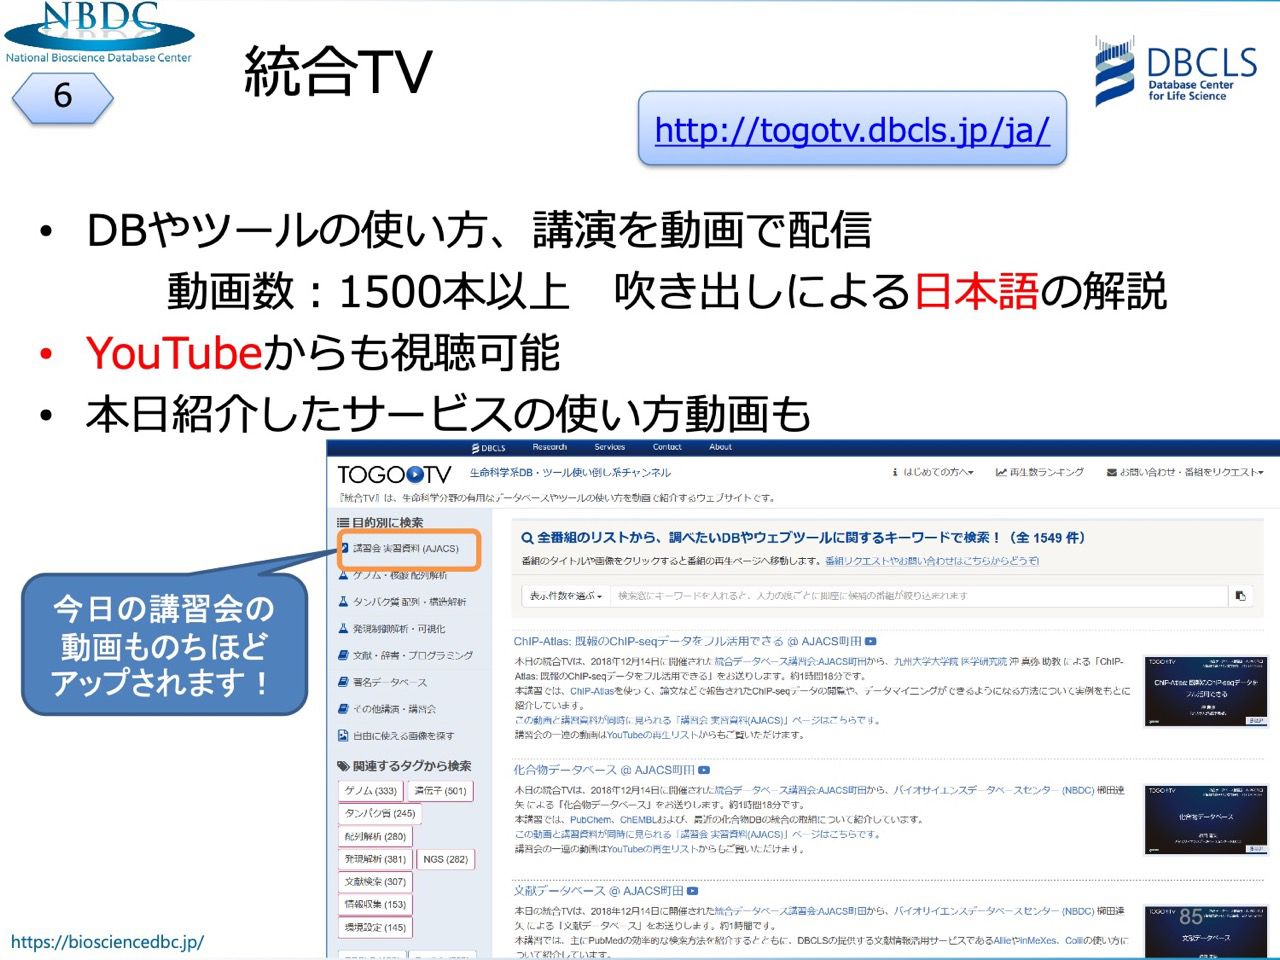 NBDC
National Bioscience Database Center
6
統合TV
DBCLS
Database Center
for Life Science
http://togotv.dbcls.jp/ja/
• DBやツールの使い方、講演を動画で配信
動画数：1500本以上　吹き出しによる日本語の解説
• YouTubeからも視聴可能
• 本日紹介したサービスの使い方動画も
DBCLS Research Services Contact About
TOGOTV 生命科学系DB・ツール使い倒し系チャンネル
はじめての方へ 再生数ランキング お問い合わせ・番組をリクエスト
『統合TV』は、生命科学分野の有用なデータベースやツールの使い方を動画で紹介するウェブサイトです。
目的別に検索
講習会 実習資料 (AJACS)
ゲノム・核酸 配列解析
タンパク質 配列・構造解析
発現制御解析・可視化
文献・辞書・プログラミング
著名データベース
その他講演・講習会
自由に使える画像を探す
関連するタグから検索
ゲノム (333) 遺伝子 (501)
タンパク質 (245)
配列解析 (280)
発現解析 (381) NGS (282)
文献検索 (307)
情報収集 (153)
環境設定 (145)
今日の講習会の
動画ものちほど
アップされます！
全番組のリストから、調べたいDBやウェブツールに関するキーワードで検索！（全 1549 件）
番組のタイトルや画像をクリックすると番組の再生ページへ移動します。番組リクエストやお問い合わせはこちらからどうぞ!
表示件数を選ぶ 検索窓にキーワードを入れると、入力の度ごとに即座に候補の番組が絞り込まれます
ChIP-Atlas: 既報のChIP-seqデータをフル活用できる @ AJACS町田
本日の統合TVは、2018年12月14日に開催された統合データベース講習会:AJACS町田から、九州大学大学院 医学研究院 沖 真弥 助教 による「ChIP-
Atlas: 既報のChIP-seqデータをフル活用できる」をお送りします。約1時間18分です。
本講習では、ChIP-Atlasを使って、論文などで報告されたChIP-seqデータの閲覧や、データマイニングができるようになる方法について実例をもとに
紹介しています。
この動画と講習資料が同時に見られる「講習会 実習資料(AJACS)」ページはこちらです。
講習会の一連の動画はYouTubeの再生リストからもご覧いただけます。
TOGOTV
ChIP-Atlas: 既報のChIP-seqデータを
フル活用できる
化合物データベース @ AJACS町田
本日の統合TVは、2018年12月14日に開催された統合データベース講習会:AJACS町田から、バイオサイエンスデータベースセンター (NBDC) 櫛田達
矢 による「化合物データベース」をお送りします。約1時間18分です。
本講習では、PubChem、ChEMBLおよび、最近の化合物DBの統合の取組について紹介しています。
この動画と講習資料が同時に見られる「講習会 実習資料(AJACS)」ページはこちらです。
講習会の一連の動画はYouTubeの再生リストからもご覧いただけます。
TOGOTV
化合物データベース
文献データベース @ AJACS町田
本日の統合TVは、2018年12月14日に開催された統合データベース講習会:AJACS町田から、バイオサイエンスデータベースセンター (NBDC) 櫛田達
矢 による「文献データベース」をお送りします。約1時間です。
本講習では、主にPubMedの効率的な検索方法を紹介するとともに、DBCLSの提供する文献情報活用サービスであるAllieやinMeXes、Colilの使い方に
ついて紹介しています。
TOGOTV
文献データベース
85
https://biosciencedbc.jp/